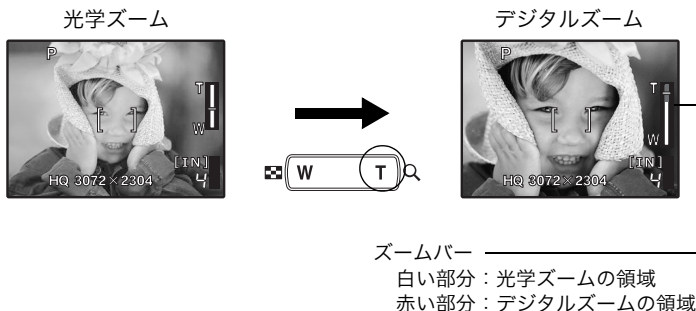 光学ズーム
デジタルズーム
P
T
W
[IN]
HQ 3072×2304
4
W T
P
T
W
[IN]
HQ 3072×2304
4
ズームバー
白い部分：光学ズームの領域
赤い部分：デジタルズームの領域